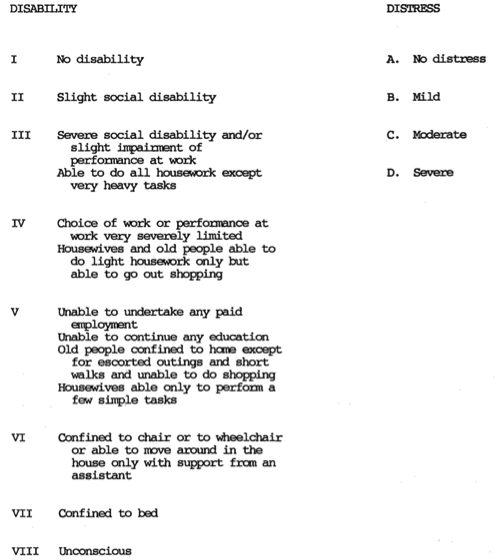 DISABILITY DISTRESS
I No disability A. No distress
II Slight social disability B. Mild
III Severe social disability and/or C. Moderate
slight impairment of
performance at work
Able to do all housework except D. Severe
very heavy tasks
IV Choice of work or performance at
work very severely limited
Housewives and old people able to
do light housework only but
able to go out shopping
V Unable to undertake any paid
employment
Unable to continue any education
Old people confined to home except
for escorted outings and short
walks and unable to do shopping
Housewives able only to perform a
few simple tasks
VI Confined to chair or to wheelchair
or able to move around in the
house only with support from an
assistant
VII Confined to bed
VIII Unconscious